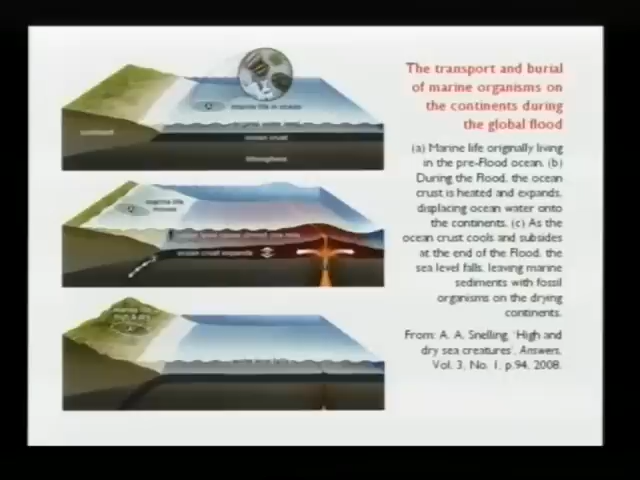 The transport and burial
of marine organisms on
the continents during
the global flood
(a) Marine life originally living
in the pre-Flood ocean. (b)
During the Flood, the ocean
crust is heated and expands,
displacing ocean water onto
the continents. (c) As the
ocean crust cools and subsides
at the end of the Flood, the
sea level falls, leaving marine
sediments with fossil
organisms on the drying
continents.
From: A. A. Snelling, 'High and
dry sea creatures', Answers,
Vol. 3, No. 1, p.94, 2008.
marine life in ocean
continent
ocean crust
lithosphere
marine life
moves
ocean crust expands
marine life
high & dry